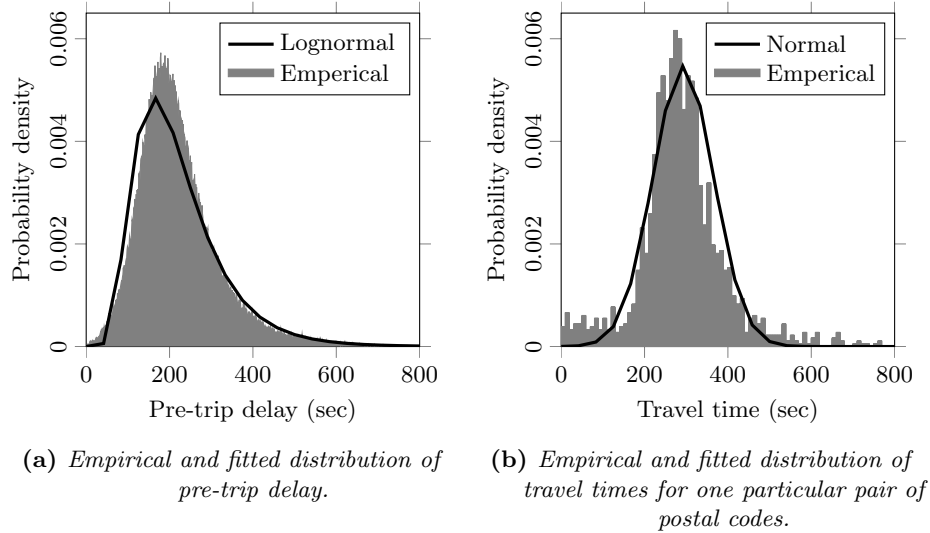 Probability density
0.006
0.004
0.002
0
Lognormal
Emperical
0 200 400 600 800
Pre-trip delay (sec)
(a) Empirical and fitted distribution of
pre-trip delay.
Probability density
0.006
0.004
0.002
0
Normal
Emperical
0 200 400 600 800
Travel time (sec)
(b) Empirical and fitted distribution of
travel times for one particular pair of
postal codes.